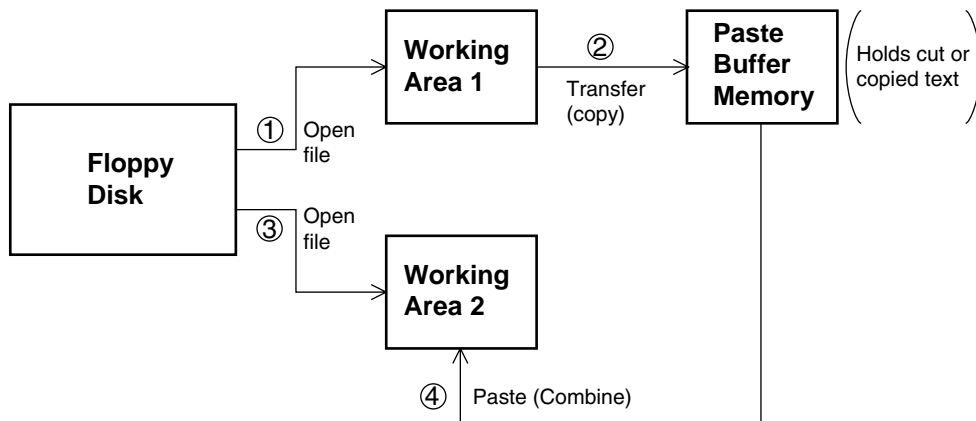 Floppy
Disk
①
Open
file
Working
Area 1
②
Transfer
(copy)
Paste
Buffer
Memory
Holds cut or
copied text
③
Open
file
Working
Area 2
④
Paste (Combine)